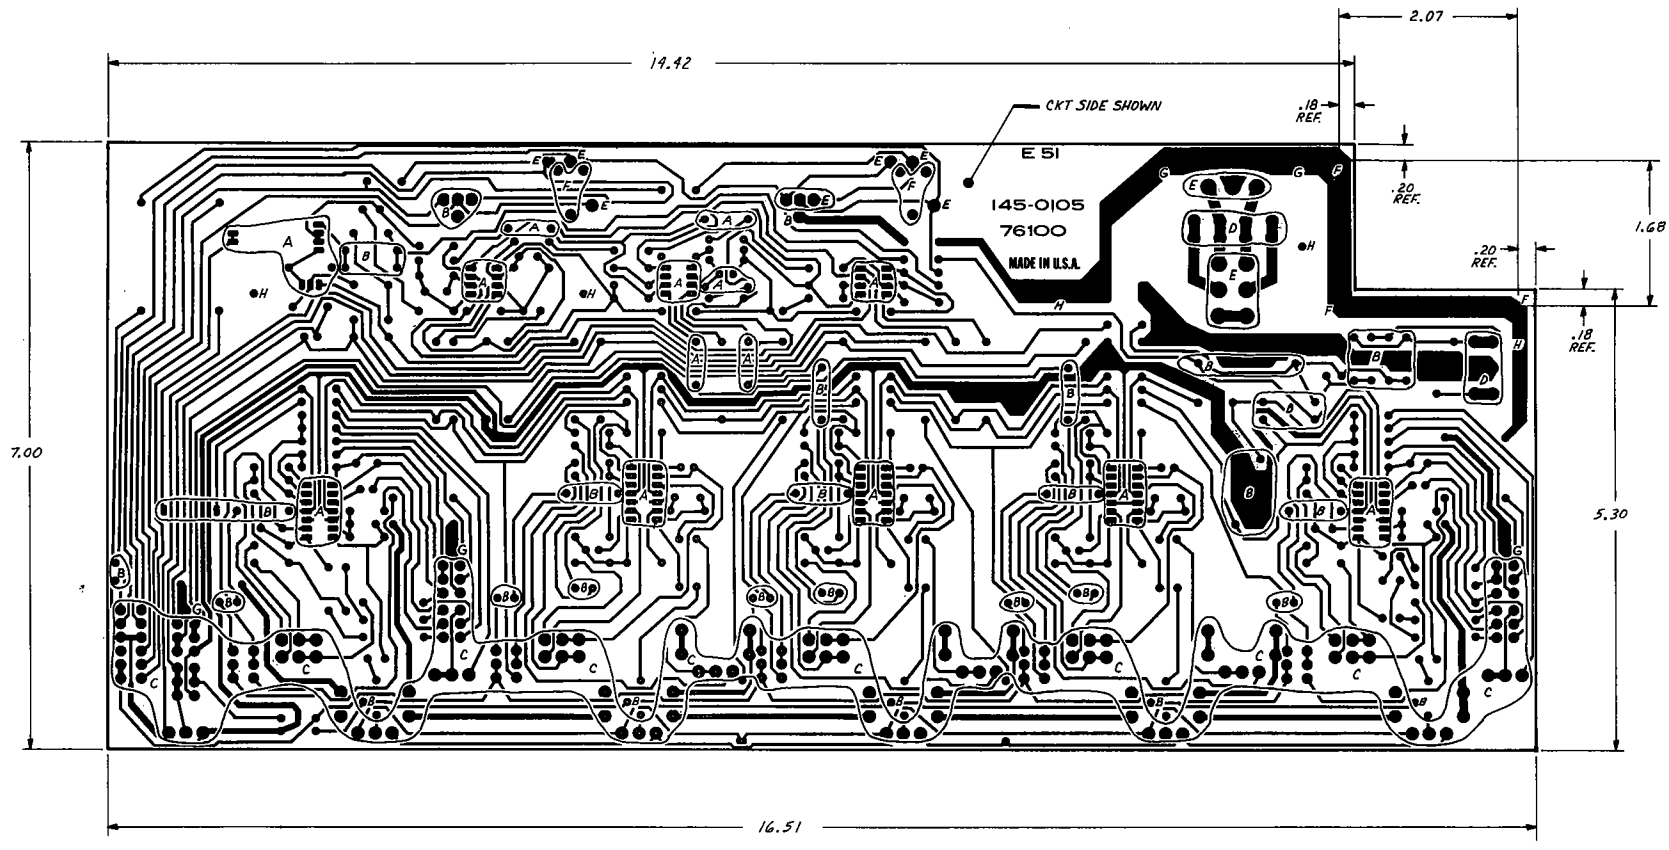 2.07
14.42
CKT SIDE SHOWN
.18
REF.
E 51
.20
REF.
145-0105
76100
MADE IN U.S.A.
1.68
.20
REF.
.18
REF.
7.00
5.30
16.51
E E E E
G G F
F F E
B B E E E
A A D
A B H
A A A A E
H H H F F
A A B H
B B B D
B
B A B A B A B A B B A
G G
B
B B B B B B B B
G
C C C C C C C C C
B B B B B